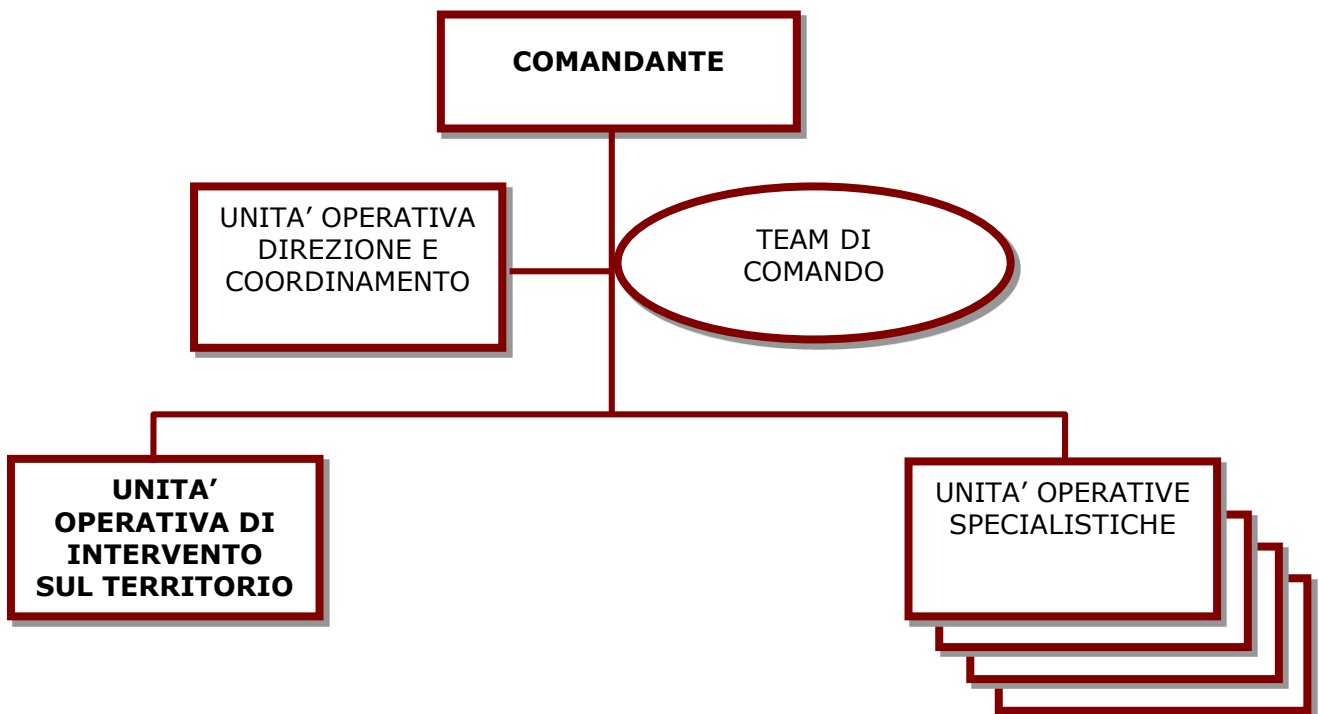 COMANDANTE
UNITA’ OPERATIVA
DIREZIONE E
COORDINAMENTO
TEAM DI
COMANDO
UNITA’
OPERATIVA DI
INTERVENTO
SUL TERRITORIO
UNITA’ OPERATIVE
SPECIALISTICHE